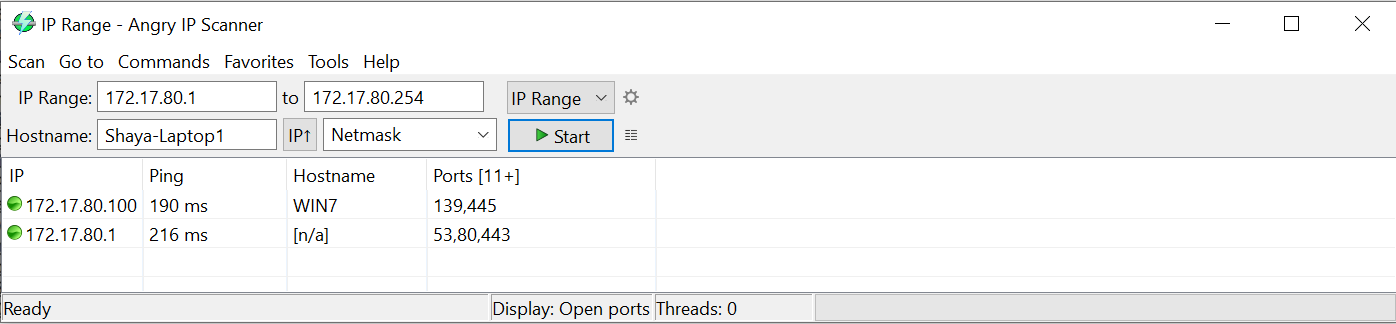 IP Range - Angry IP Scanner
Scan Go to Commands Favorites Tools Help
IP Range: 172.17.80.1 to 172.17.80.254 IP Range
Hostname: Shaya-Laptop1 IP↑ Netmask Start
IP Ping Hostname Ports [11+]
172.17.80.100 190 ms WIN7 139,445
172.17.80.1 216 ms [n/a] 53,80,443
Ready Display: Open ports Threads: 0